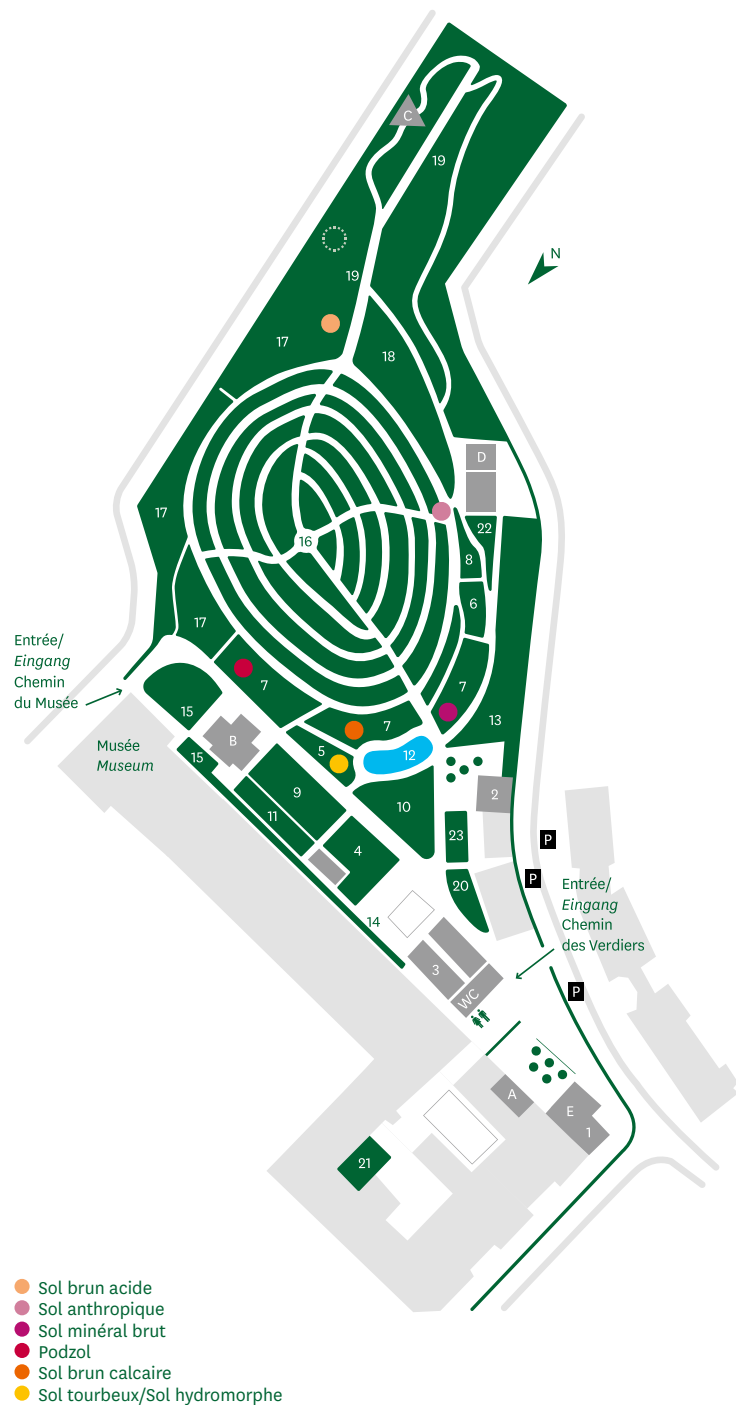 C
19
N
19
17
18
D
17
22
16
8
6
17
Entrée/
Eingang
Chemin
du Musée
7
7
15
13
7
B
5
12
Musée
Museum
15
9
2
10
11
23
P
4
P
20
Entrée/
Eingang
Chemin
des Verdiers
14
3
P
WC
A
E
1
21
Sol brun acide
Sol anthropique
Sol minéral brut
Podzol
Sol brun calcaire
Sol tourbeux/Sol hydromorphe